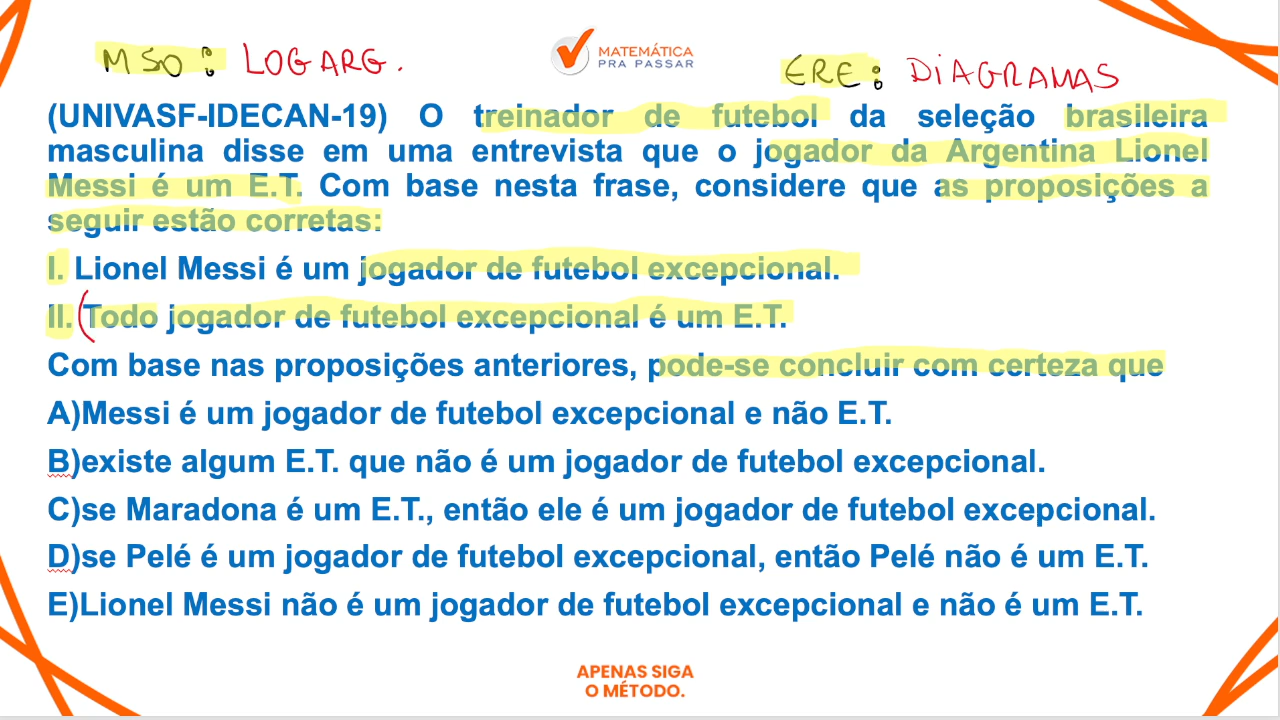 MSO: LOGARG.
MATEMÁTICA
PRA PASSAR
ERE: DIAGRAMAS
(UNIVASF-IDECAN-19) O treinador de futebol da seleção brasileira
masculina disse em uma entrevista que o jogador da Argentina Lionel
Messi é um E.T. Com base nesta frase, considere que as proposições a
seguir estão corretas:
I. Lionel Messi é um jogador de futebol excepcional.
II. (Todo jogador de futebol excepcional é um E.T.
Com base nas proposições anteriores, pode-se concluir com certeza que
A)Messi é um jogador de futebol excepcional e não E.T.
B)existe algum E.T. que não é um jogador de futebol excepcional.
C)se Maradona é um E.T., então ele é um jogador de futebol excepcional.
D)se Pelé é um jogador de futebol excepcional, então Pelé não é um E.T.
E)Lionel Messi não é um jogador de futebol excepcional e não é um E.T.
APENAS SIGA
O MÉTODO.